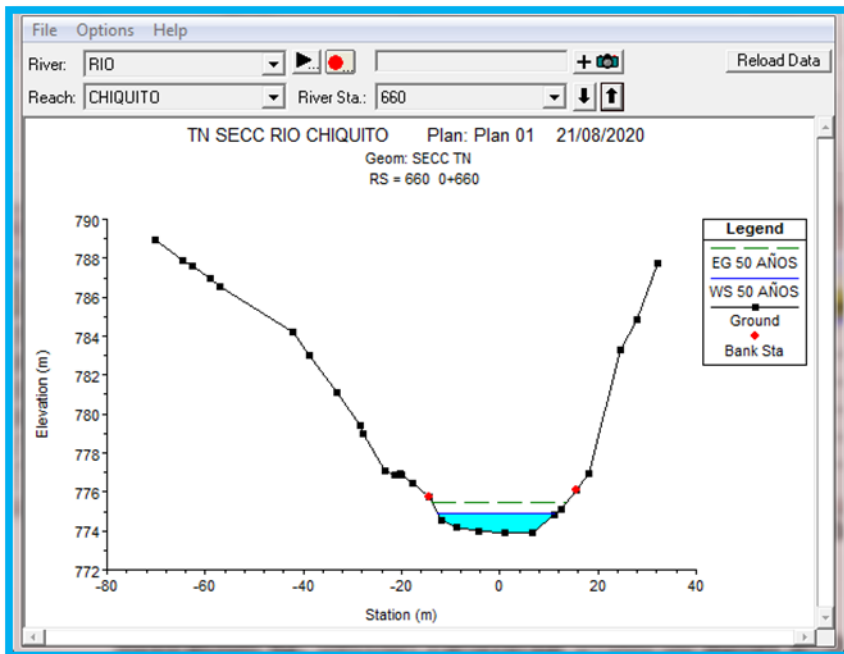 File Options Help
River: RIO Reload Data
Reach: CHIQUITO River Sta.: 660
TN SECC RIO CHIQUITO Plan: Plan 01 21/08/2020
Geom: SECC TN
RS = 660 0+660
Legend
EG 50 AÑOS
WS 50 AÑOS
Ground
Bank Sta
790
788
786
784
782
780
778
776
774
772
Elevation (m)
-80 -60 -40 -20 0 20 40
Station (m)